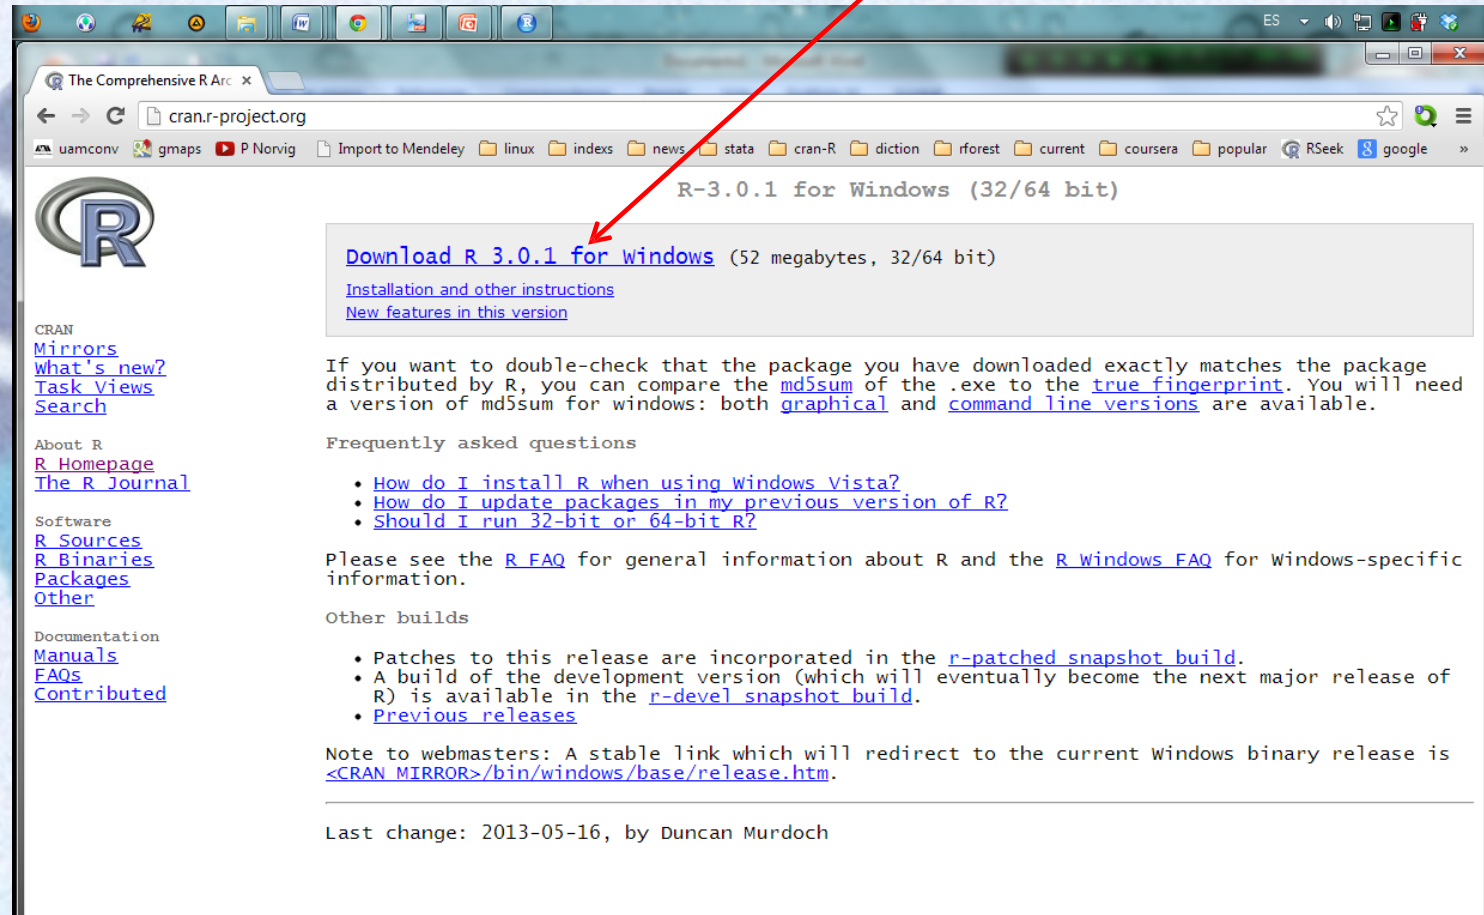 ES
The Comprehensive R Arc
cran.r-project.org
uamconv gmaps P Norvig Import to Mendeley linux indexs news stata cran-R diction rforest current coursera popular RSeek google »
R
R-3.0.1 for Windows (32/64 bit)
Download R 3.0.1 for Windows (52 megabytes, 32/64 bit)
Installation and other instructions
New features in this version
CRAN
Mirrors
What's new?
Task Views
Search
About R
R Homepage
The R Journal
Software
R Sources
R Binaries
Packages
Other
Documentation
Manuals
FAQs
Contributed
If you want to double-check that the package you have downloaded exactly matches the package
distributed by R, you can compare the md5sum of the .exe to the true fingerprint. You will need
a version of md5sum for windows: both graphical and command line versions are available.
Frequently asked questions
• How do I install R when using Windows Vista?
• How do I update packages in my previous version of R?
• Should I run 32-bit or 64-bit R?
Please see the R FAQ for general information about R and the R Windows FAQ for Windows-specific
information.
Other builds
• Patches to this release are incorporated in the r-patched snapshot build.
• A build of the development version (which will eventually become the next major release of
R) is available in the r-devel snapshot build.
• Previous releases
Note to webmasters: A stable link which will redirect to the current Windows binary release is
<CRAN MIRROR>/bin/windows/base/release.htm.
Last change: 2013-05-16, by Duncan Murdoch